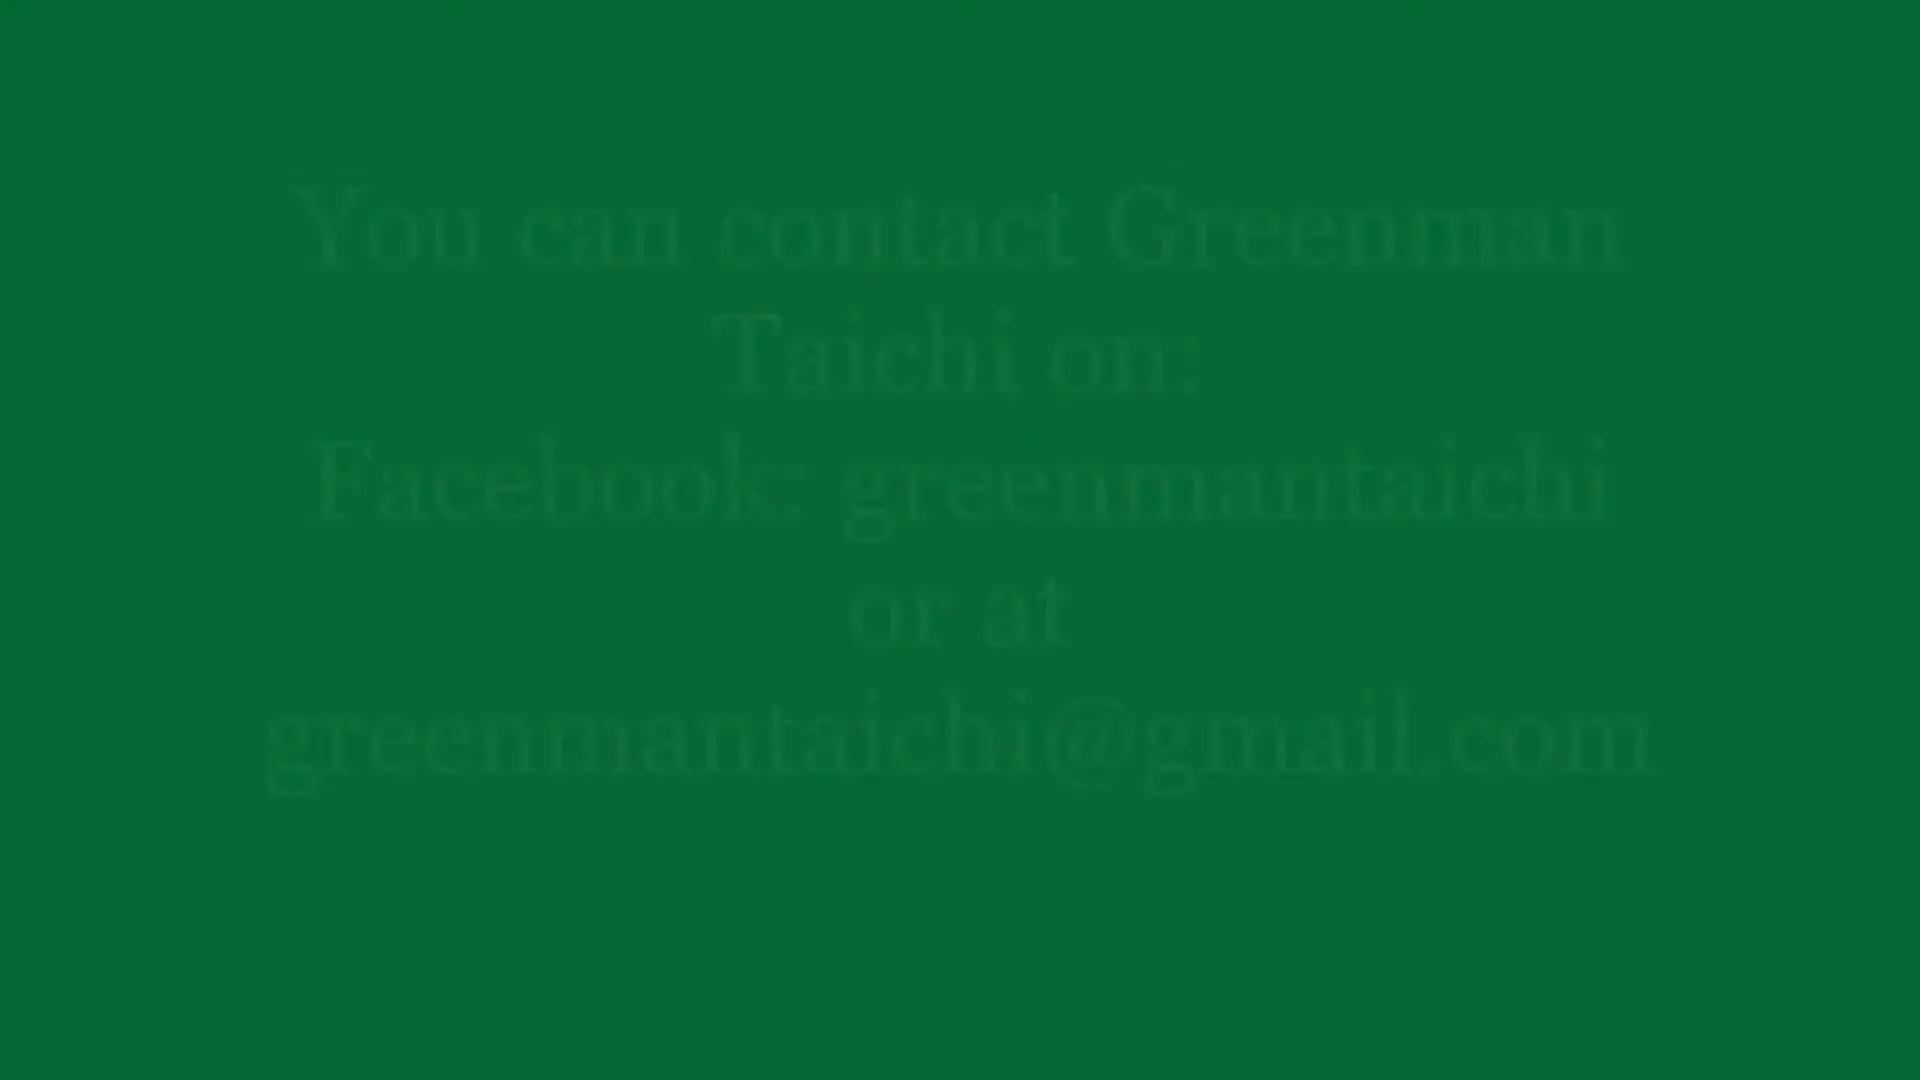 You can contact Greenman
Taichi on:
Facebook: greenmantaichi
or at
greenmantaichi@gmail.com